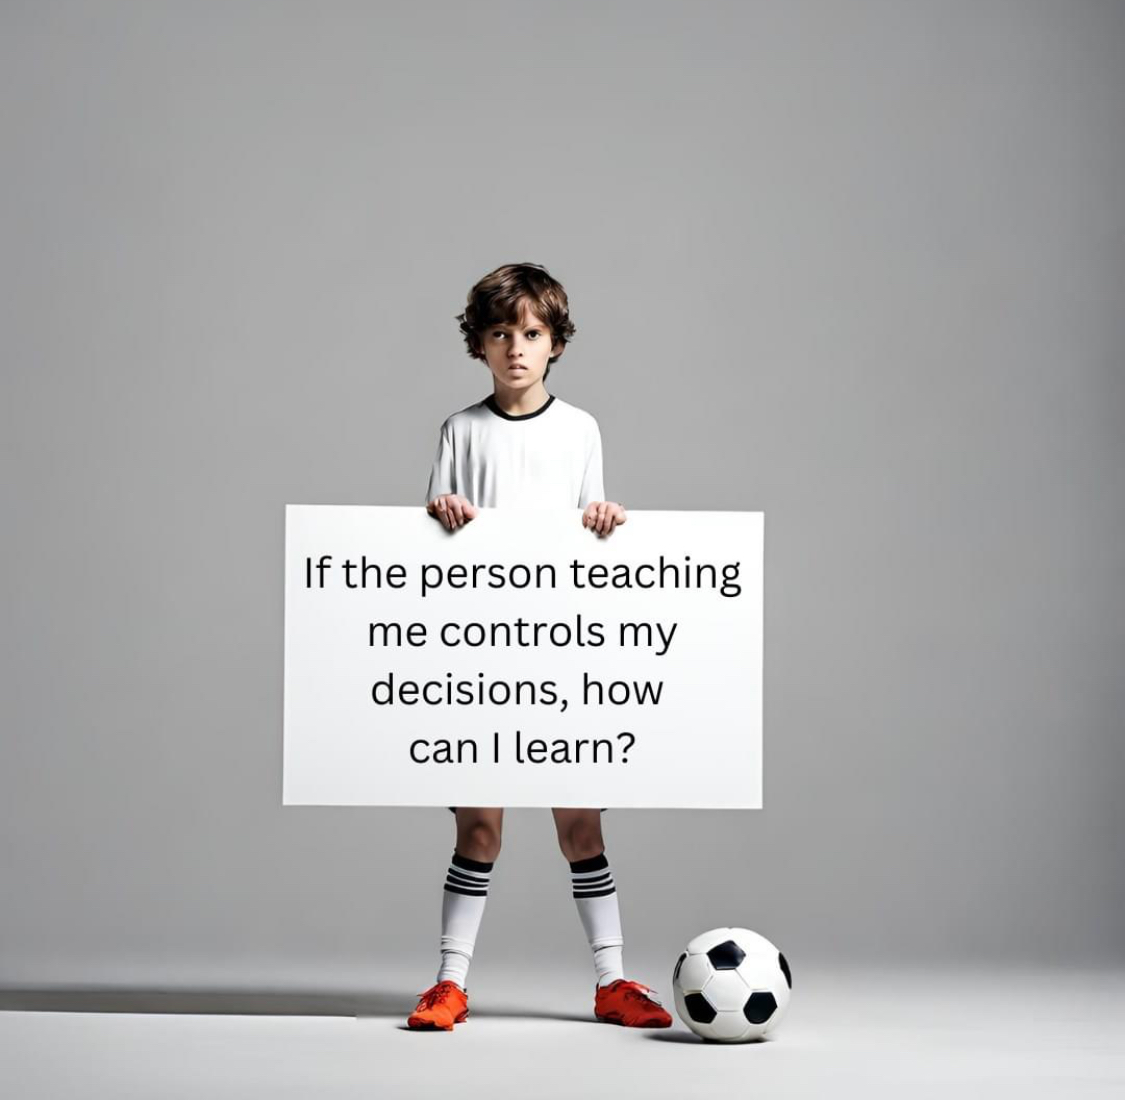 If the person teaching
me controls my
decisions, how
can I learn?